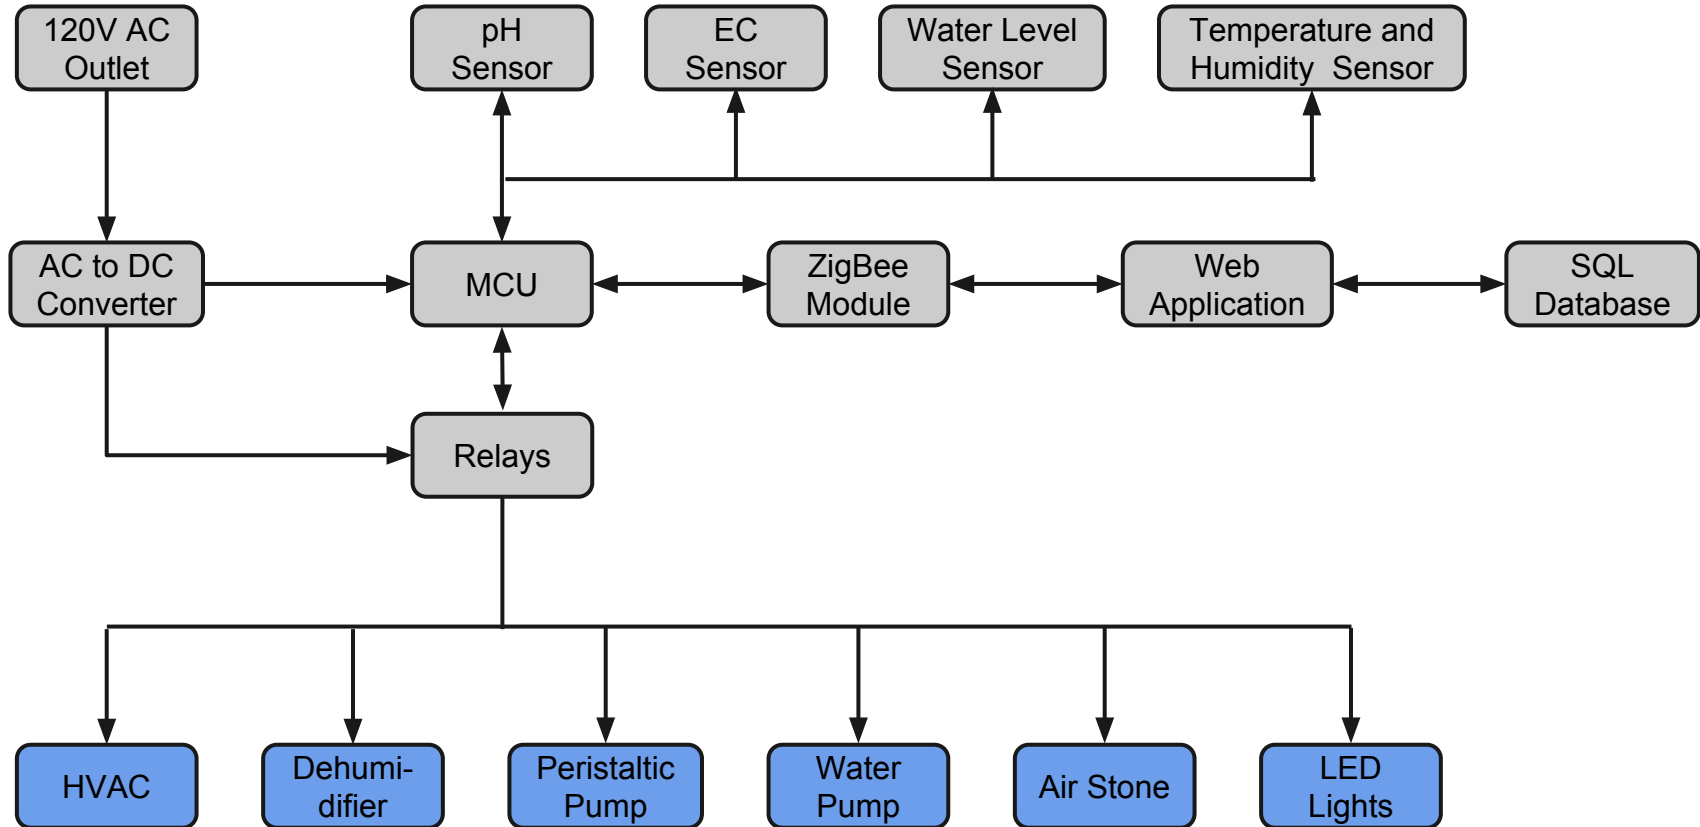 120V AC
Outlet
pH
Sensor
EC
Sensor
Water Level
Sensor
Temperature and
Humidity Sensor
AC to DC
Converter
MCU
ZigBee
Module
Web
Application
SQL
Database
Relays
HVAC
Dehumi-
difier
Peristaltic
Pump
Water
Pump
Air Stone
LED
Lights